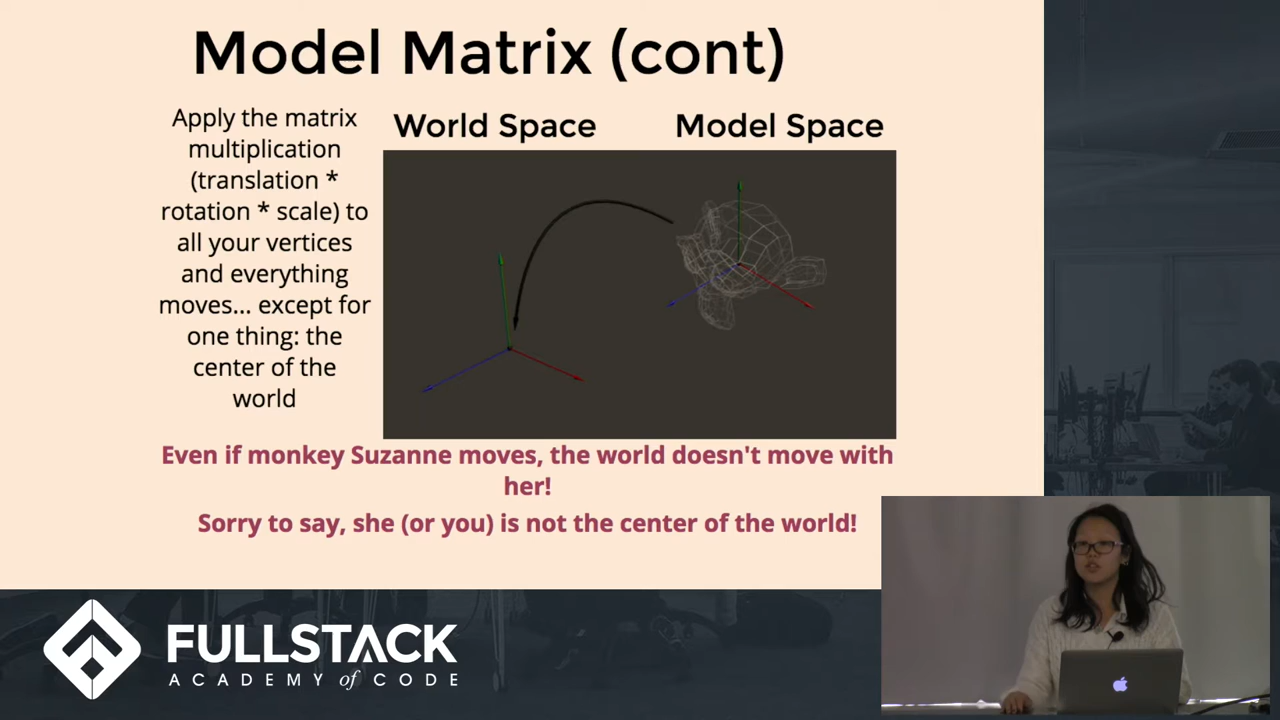 Model Matrix (cont)
Apply the matrix
multiplication
(translation *
rotation * scale) to
all your vertices
and everything
moves... except for
one thing: the
center of the
world
World Space
Model Space
Even if monkey Suzanne moves, the world doesn't move with
her!
Sorry to say, she (or you) is not the center of the world!
FULLSTACK
ACADEMY of CODE